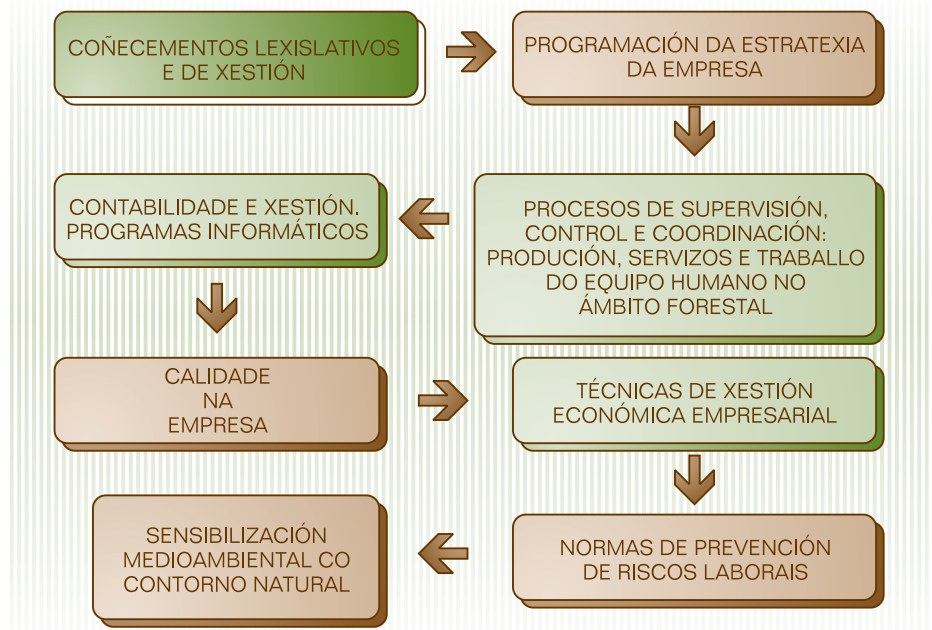 COÑECEMENTOS LEXISLATIVOS
E DE XESTIÓN
PROGRAMACIÓN DA ESTRATEXIA
DA EMPRESA
PROCESOS DE SUPERVISIÓN,
CONTROL E COORDINACIÓN:
PRODUCIÓN, SERVIZOS E TRABALLO
DO EQUIPO HUMANO NO
ÁMBITO FORESTAL
CONTABILIDADE E XESTIÓN.
PROGRAMAS INFORMÁTICOS
CALIDADE
NA
EMPRESA
TÉCNICAS DE XESTIÓN
ECONÓMICA EMPRESARIAL
NORMAS DE PREVENCIÓN
DE RISCOS LABORAIS
SENSIBILIZACIÓN
MEDIOAMBIENTAL CO
CONTORNO NATURAL